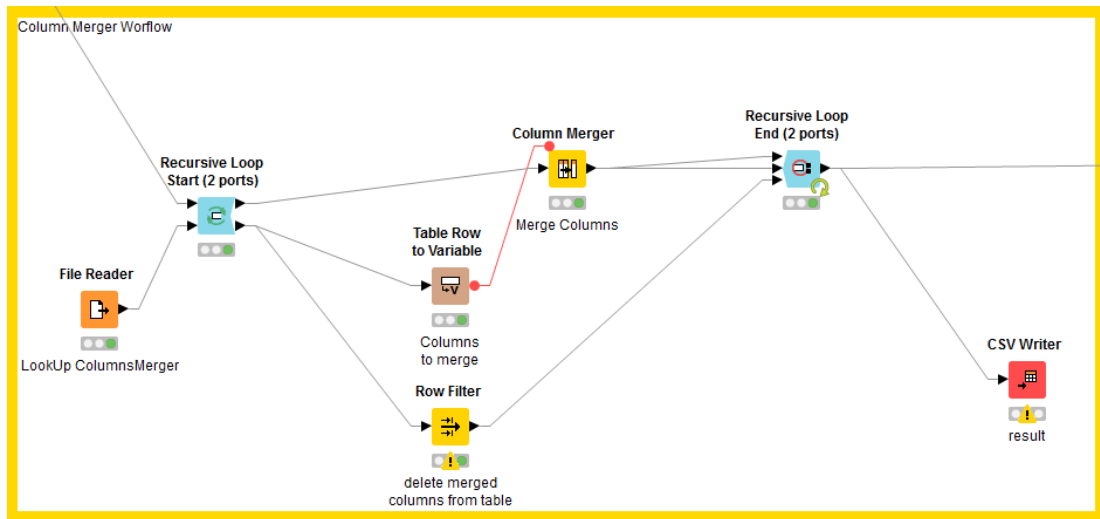 Column Merger Worflow
Recursive Loop
End (2 ports)
Column Merger
Recursive Loop
Start (2 ports)
Merge Columns
Table Row
to Variable
V
File Reader
Columns
to merge
CSV Writer
LookUp ColumnsMerger
Row Filter
result
delete merged
columns from table